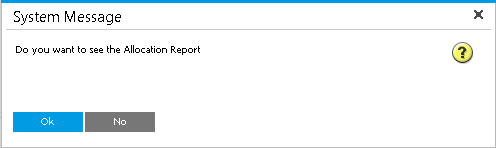 System Message
Do you want to see the Allocation Report
?
Ok No